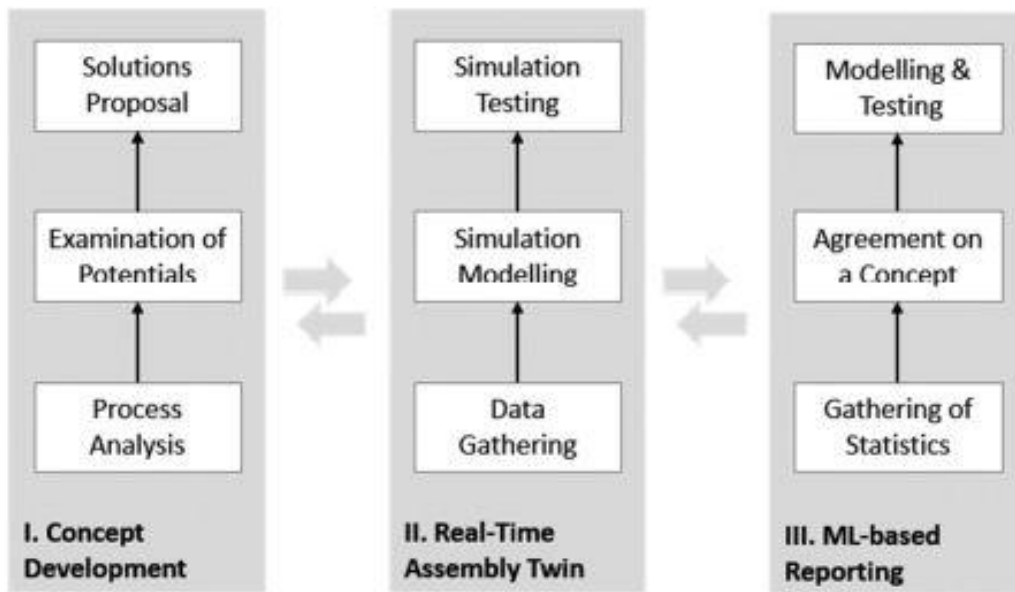 Solutions
Proposal
Examination of
Potentials
Process
Analysis
I. Concept
Development
Simulation
Testing
Simulation
Modelling
Data
Gathering
II. Real-Time
Assembly Twin
Modelling &
Testing
Agreement on
a Concept
Gathering of
Statistics
III. ML-based
Reporting